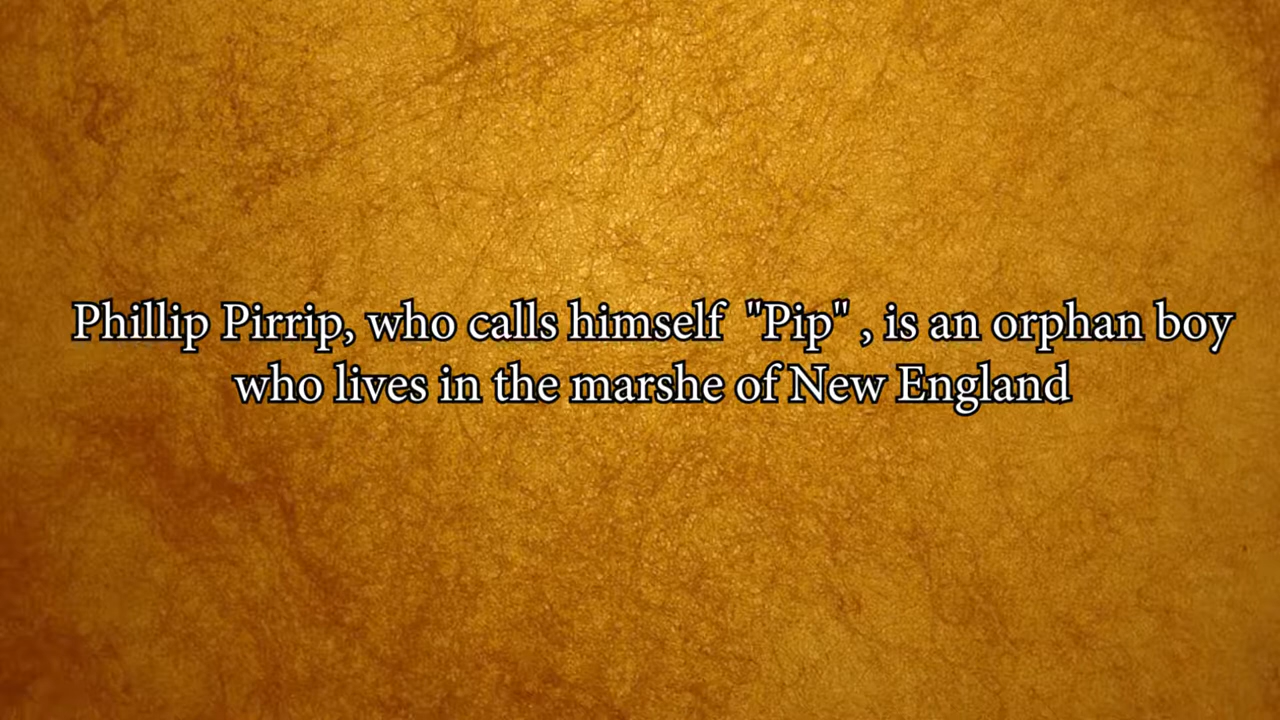 Phillip Pirrip, who calls himself "Pip" , is an orphan boy
who lives in the marshe of New England